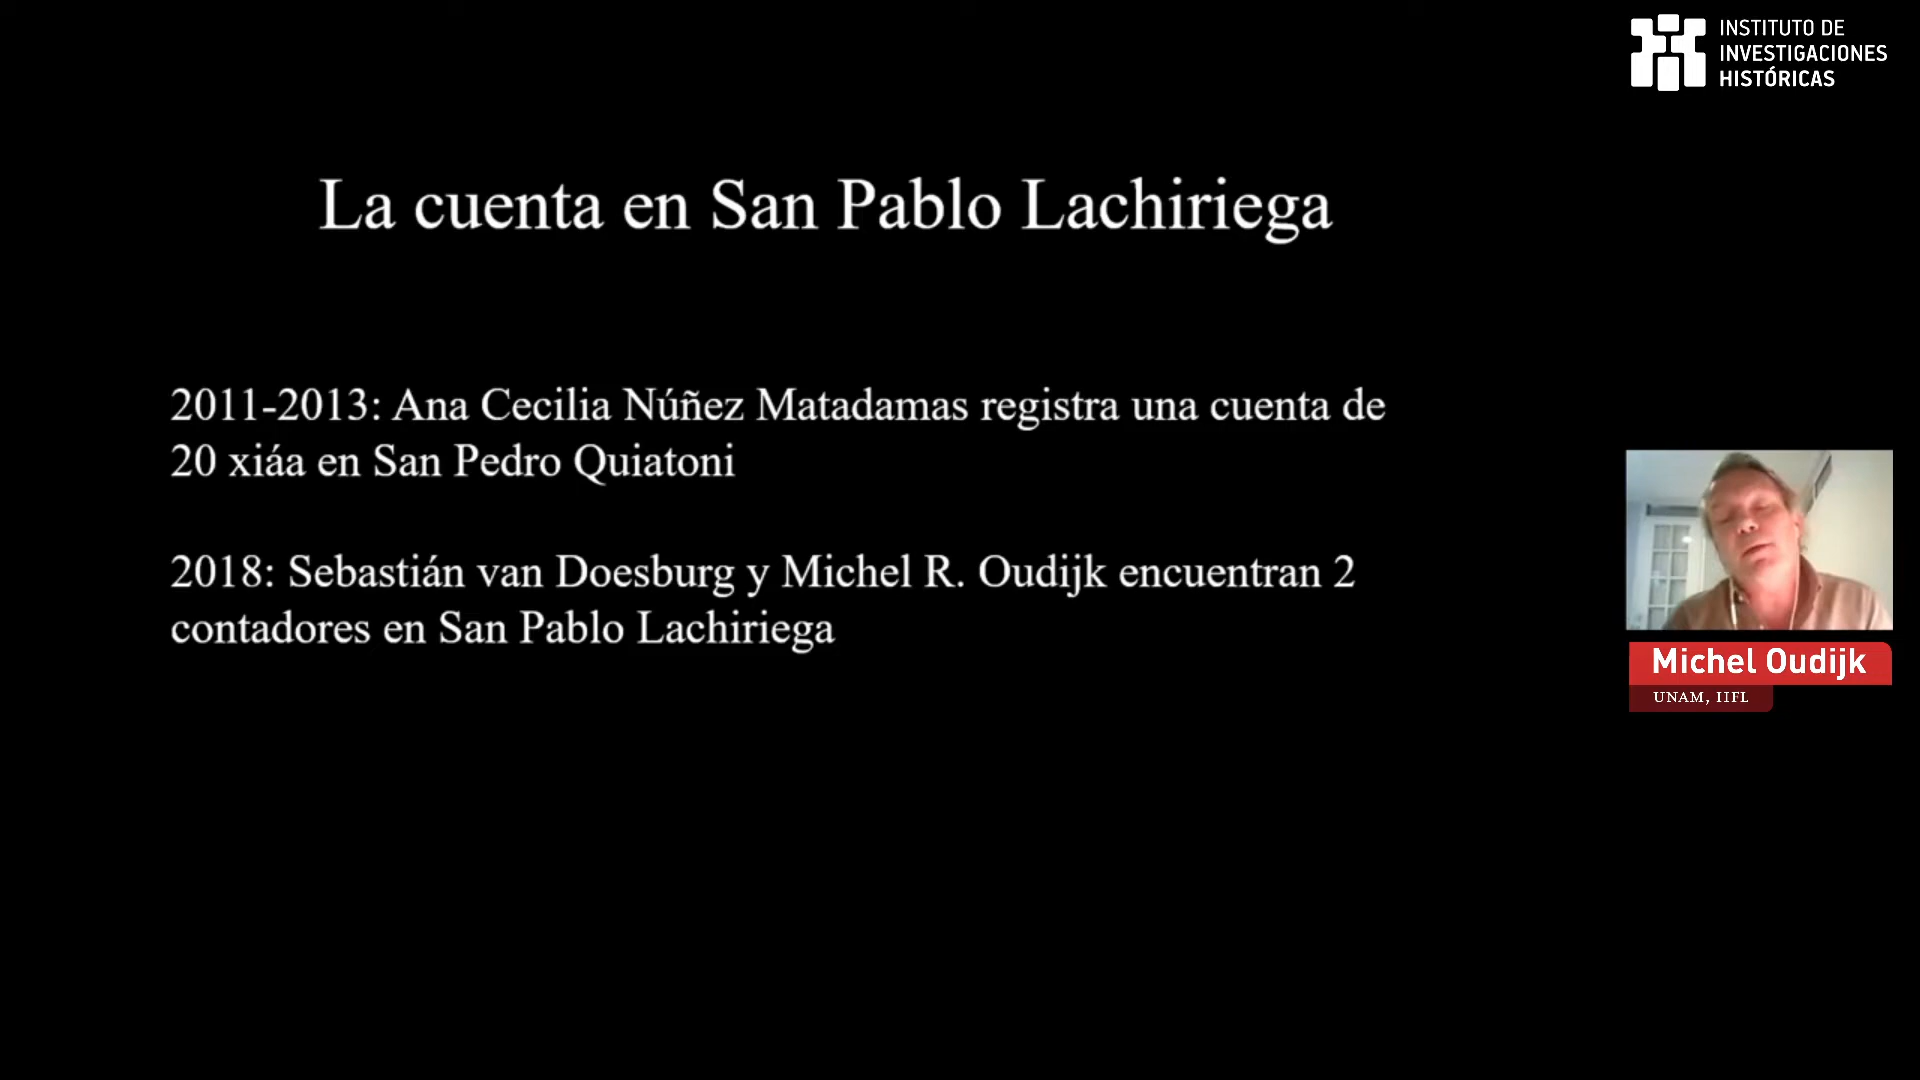 INSTITUTO DE
INVESTIGACIONES
HISTÓRICAS
La cuenta en San Pablo Lachiriega
2011-2013: Ana Cecilia Núñez Matadamas registra una cuenta de
20 xiáa en San Pedro Quiatoni
2018: Sebastián van Doesburg y Michel R. Oudijk encuentran 2
contadores en San Pablo Lachiriega
Michel Oudijk
UNAM, IIFL